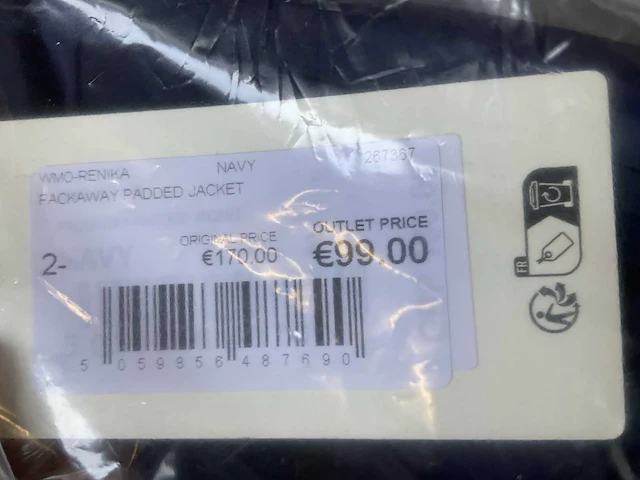 WMO-RENIKA NAVY 267367
PACKAWAY PADDED JACKET
ORIGINAL PRICE OUTLET PRICE
2- €170.00 €99.00
5 059856 487690
FR